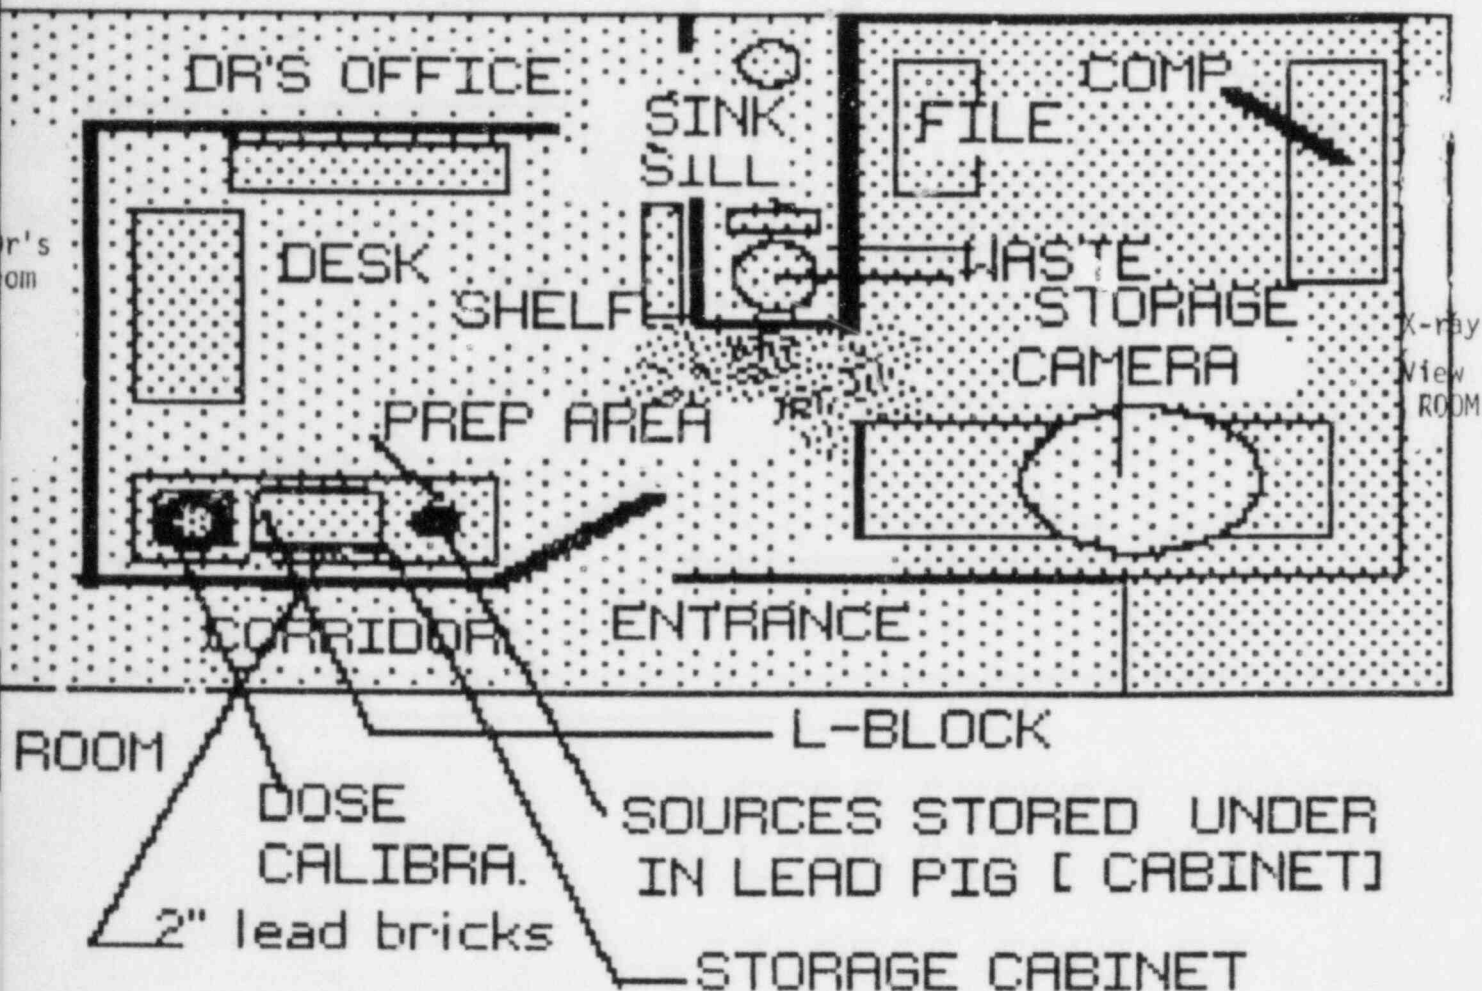 DR'S OFFICE
COMP
SINK
FILE
SILL
DESK
WASTE
STORAGE
SHELF
X-ray
View
ROOM
CAMERA
PREP AREA
CORRIDOR
ENTRANCE
L-BLOCK
ROOM
DOSE
CALIBRA.
SOURCES STORED UNDER
IN LEAD PIG [ CABINET]
2" lead bricks
STORAGE CABINET